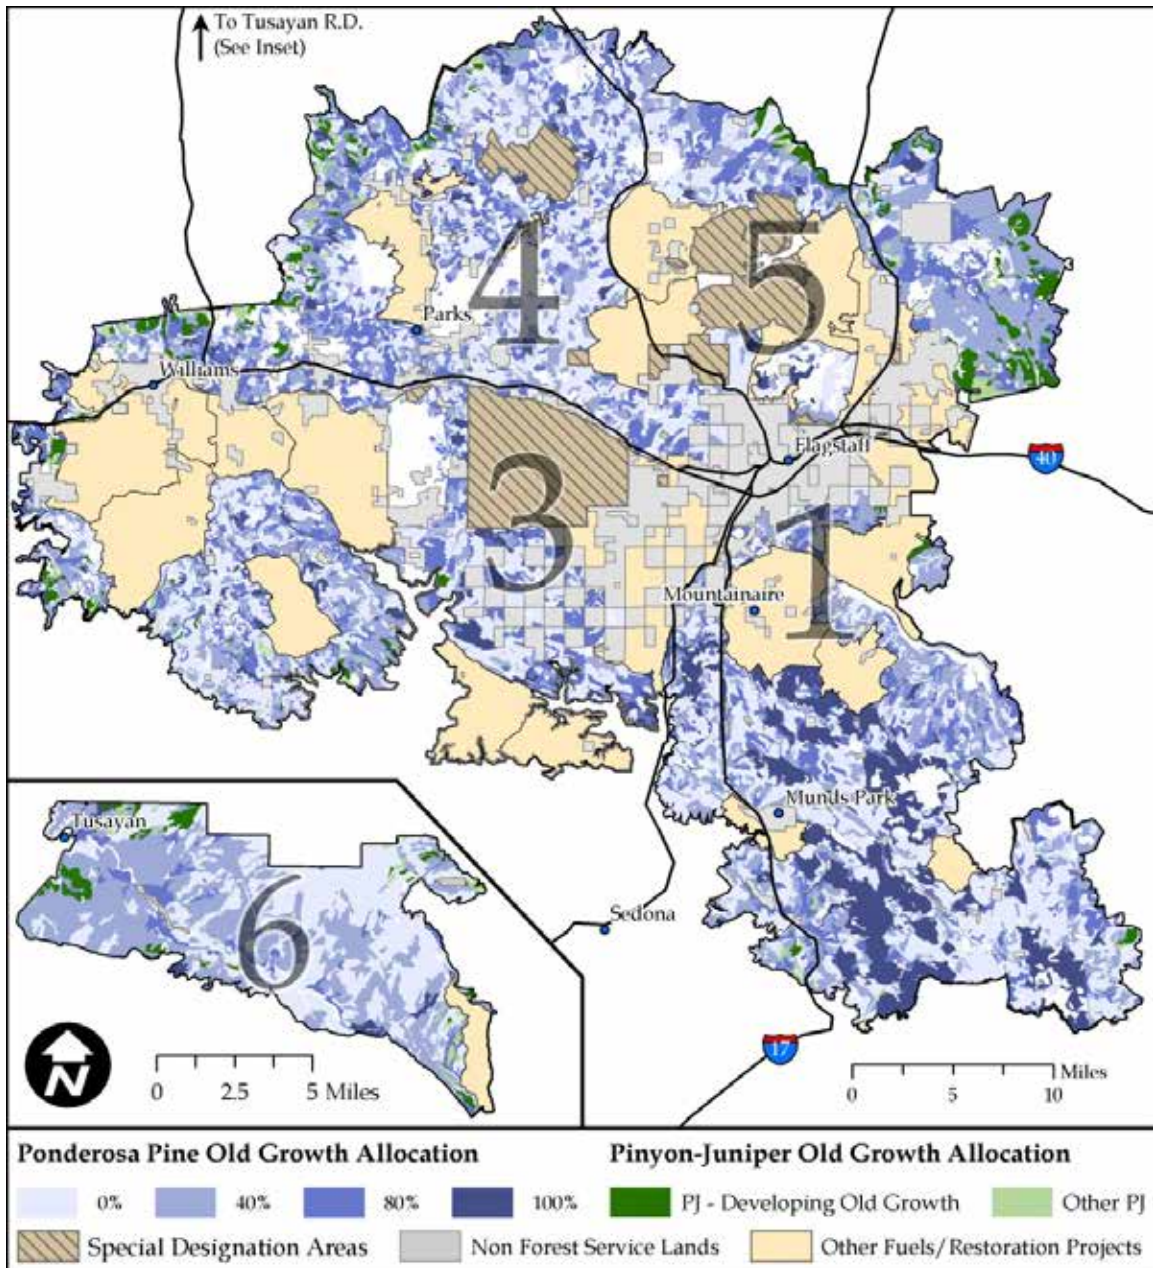 To Tusayan R.D.
(See Inset)
4
5
Parks
Williams
Flagstaff
40
3
1
Mountainaire
Munds Park
Tusayan
Sedona
6
17
N
0 2.5 5 Miles
Miles
0 5 10
Ponderosa Pine Old Growth Allocation
Pinyon-Juniper Old Growth Allocation
0% 40% 80% 100% PJ - Developing Old Growth Other PJ
Special Designation Areas Non Forest Service Lands Other Fuels/Restoration Projects